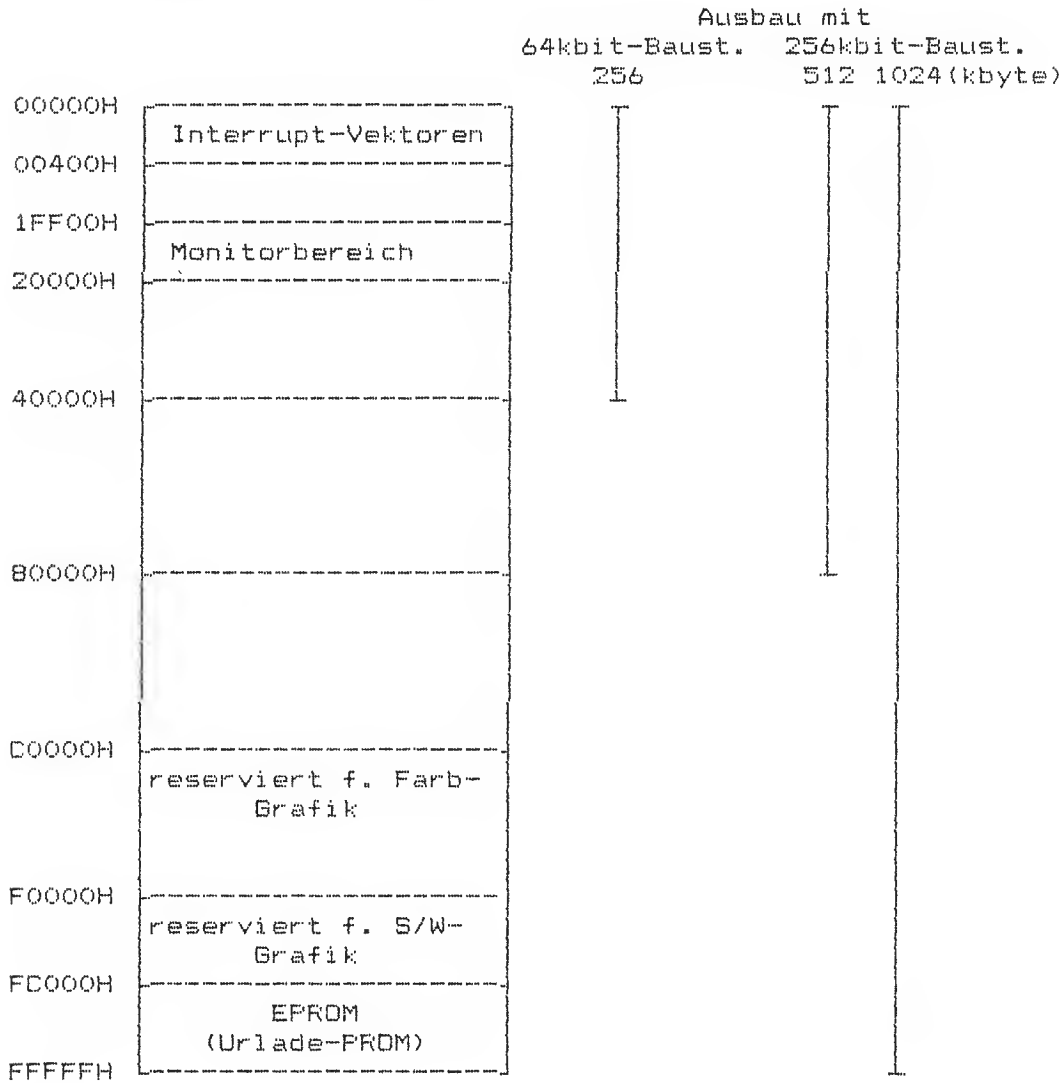 Ausbau mit
64kbit-Baust. 256kbit-Baust.
256 512 1024(kbyte)
00000H
Interrupt-Vektoren
00400H
1FF00H
Monitorbereich
20000H
40000H
80000H
C0000H
reserviert f. Farb-
Grafik
F0000H
reserviert f. S/W-
Grafik
FC000H
EPROM
(Urlade-PROM)
FFFFFH